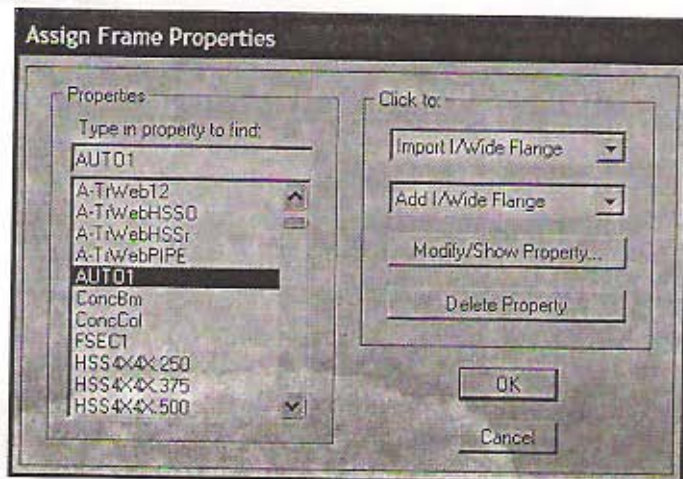 Assign Frame Properties
Properties
Type in property to find:
AUTO1
A-TrWeb12
A-TrWebHSSO
A-TrWebHSSr
A-TrWebPIPE
AUTO1
ConcBm
ConcCol
FSEC1
HSS4X4X.250
HSS4X4X.375
HSS4X4X.500
Click to:
Import I/Wide Flange
Add I/Wide Flange
Modify/Show Property...
Delete Property
OK
Cancel